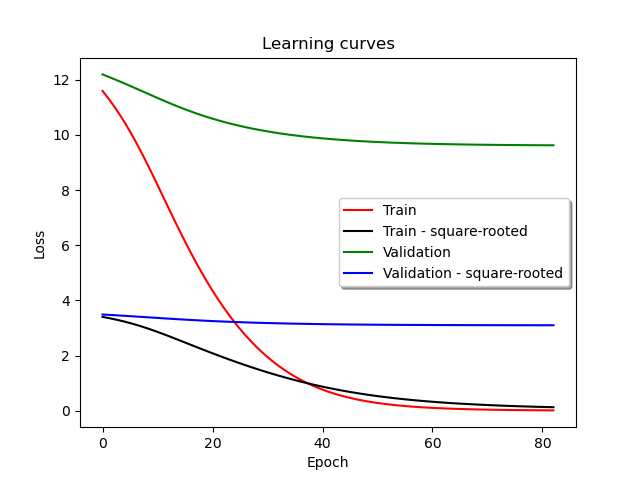 Learning curves
12
10
8
6
4
2
0
Loss
Train
Train - square-rooted
Validation
Validation - square-rooted
0 20 40 60 80
Epoch